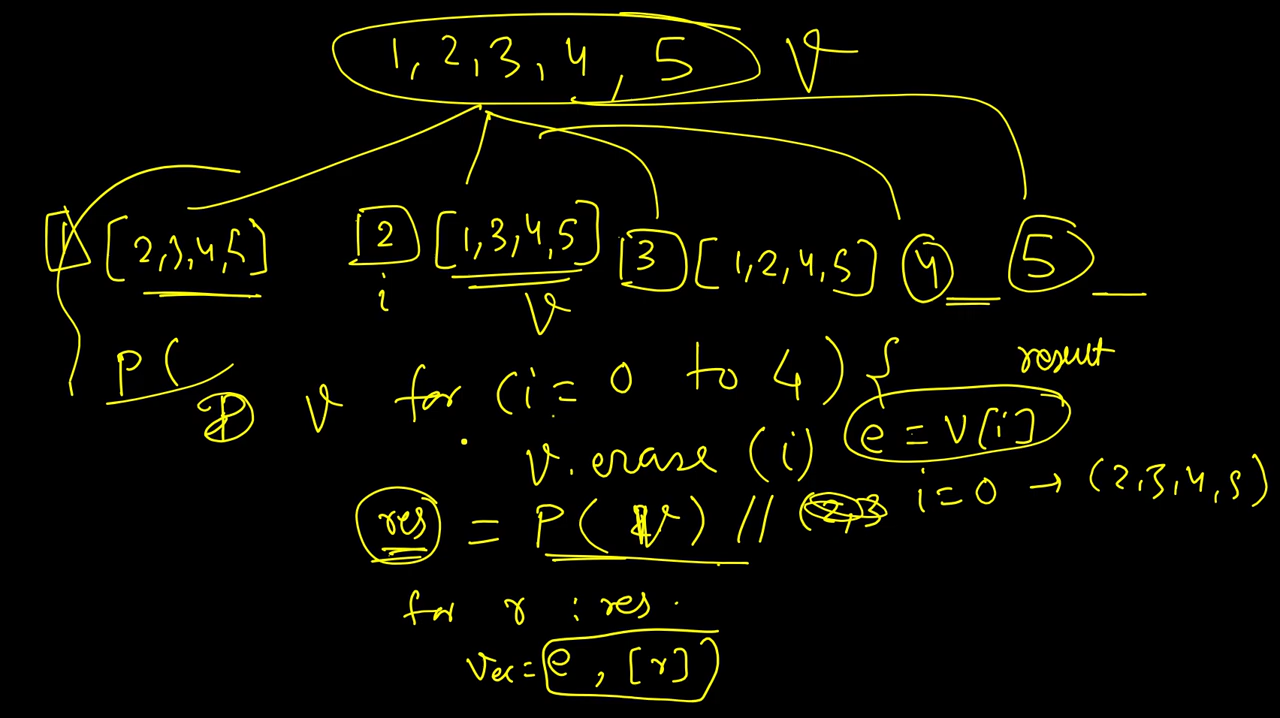 1, 2, 3, 4, 5 V
1 [2,3,4,5] 2 [1,3,4,5] 3 [1,2,4,5] 4 5
i V
P( result
P V for (i = 0 to 4) {
e = V[i]
V.erase (i)
i=0 → (2,3,4,5)
res = P( V ) //
for r : res.
Vec = e, [r]